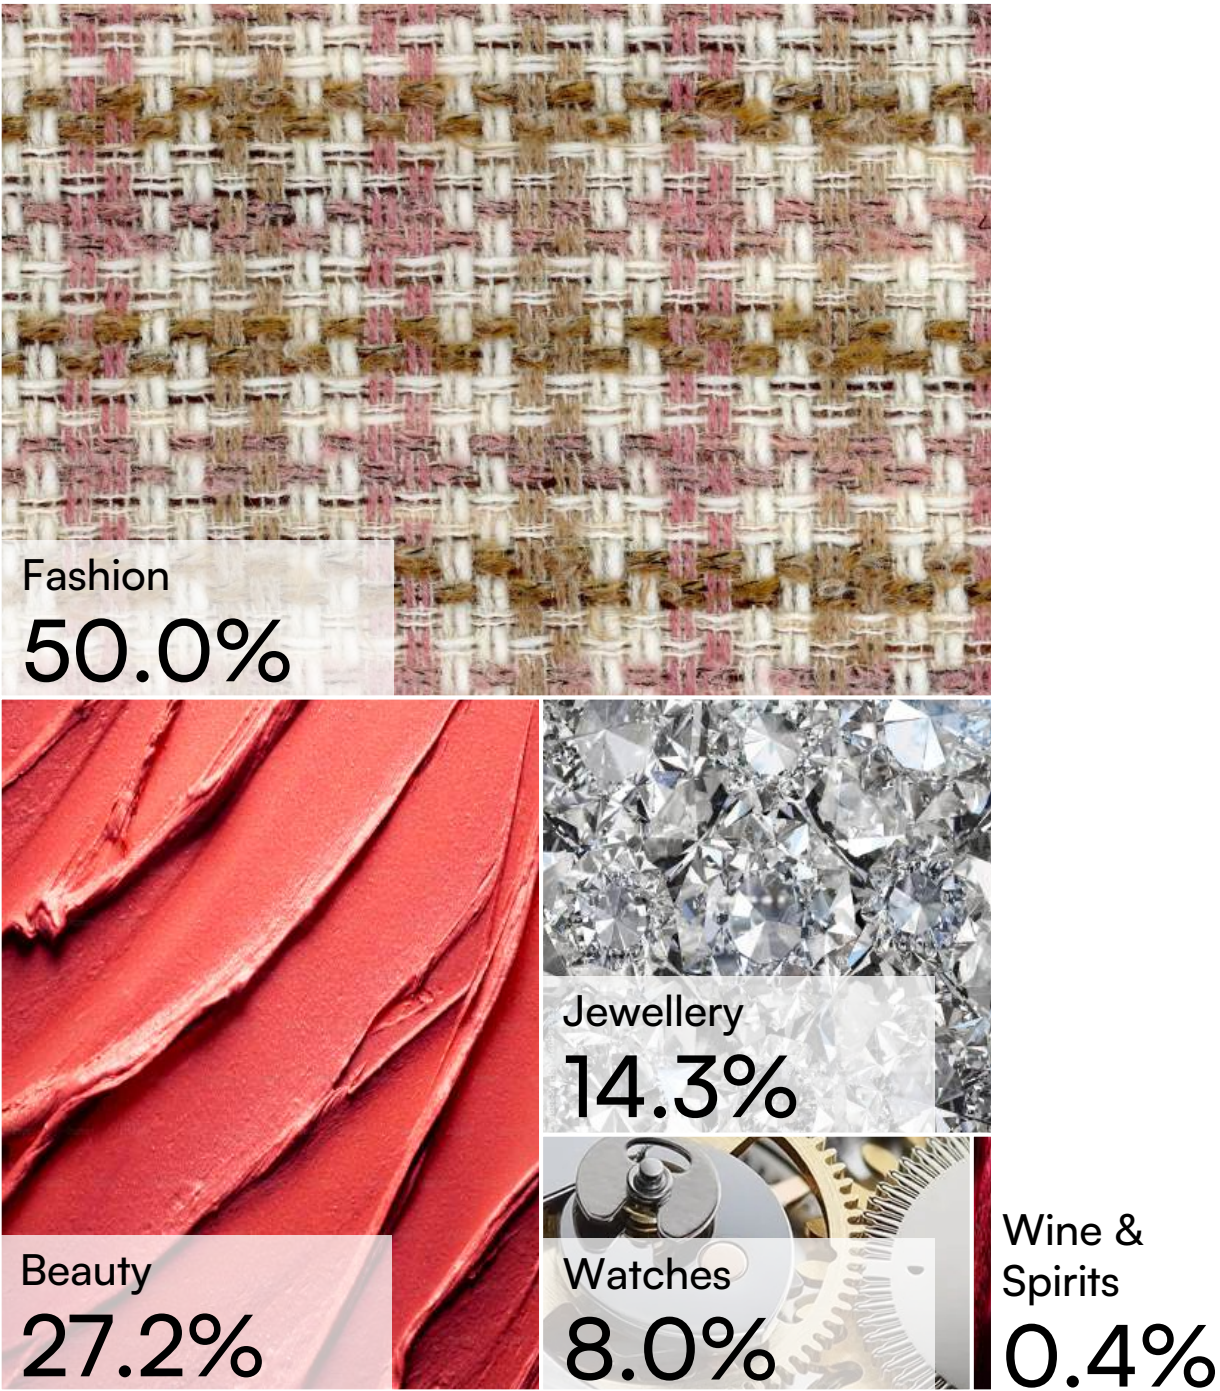 Fashion
50.0%
Beauty
27.2%
Jewellery
14.3%
Watches
8.0%
Wine &
Spirits
0.4%